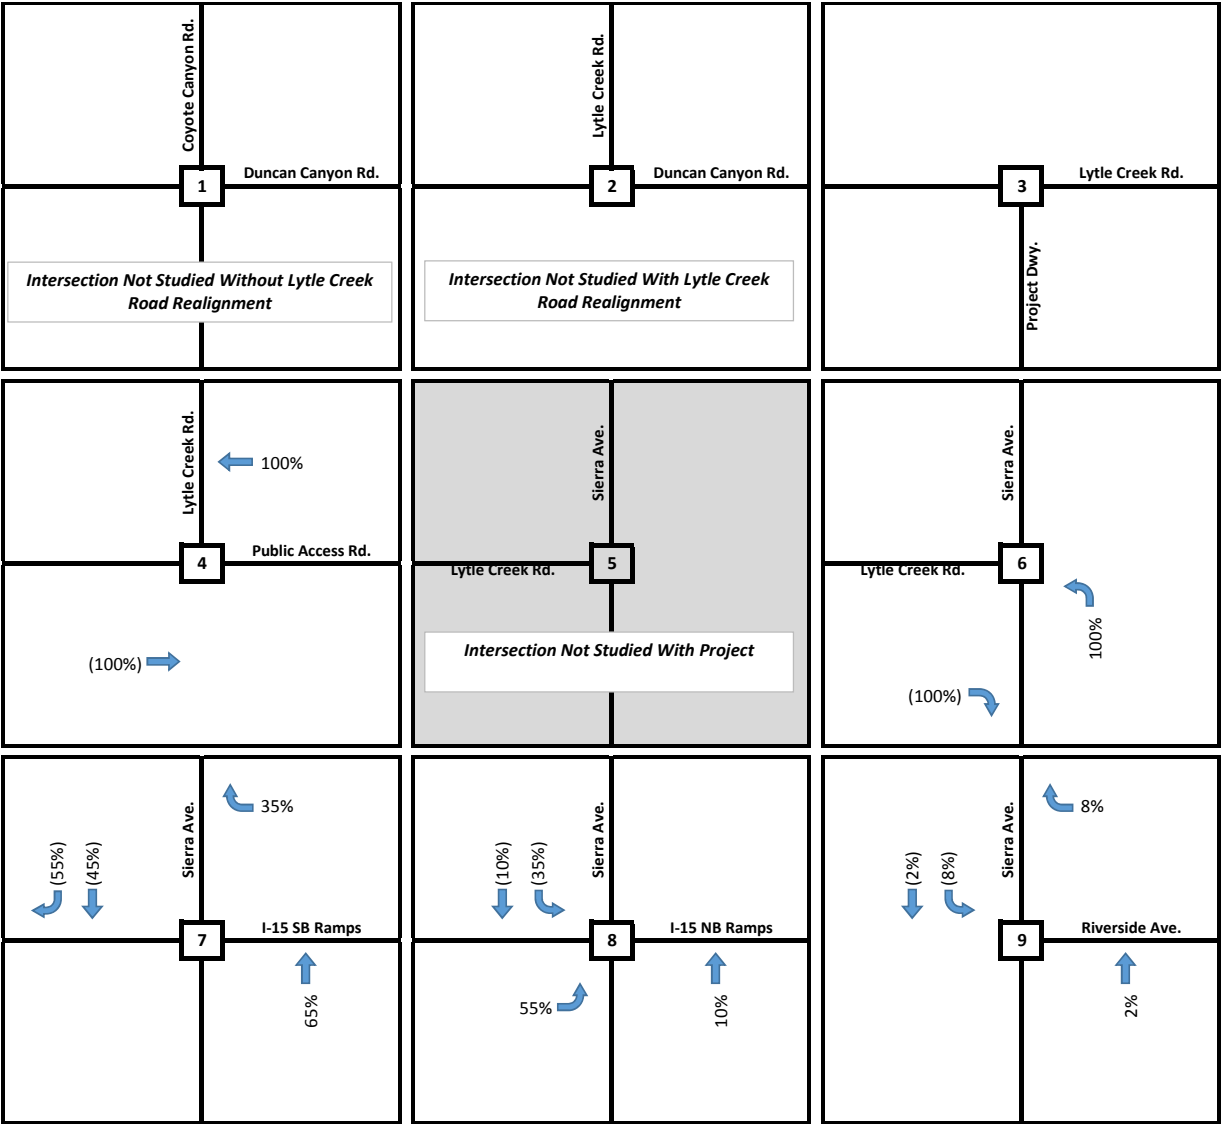 Coyote Canyon Rd.
Duncan Canyon Rd.
1
Intersection Not Studied Without Lytle Creek
Road Realignment
Lytle Creek Rd.
Duncan Canyon Rd.
2
Intersection Not Studied With Lytle Creek
Road Realignment
Lytle Creek Rd.
3
Project Dwy.
Lytle Creek Rd.
100%
Public Access Rd.
4
(100%)
Sierra Ave.
5
Lytle Creek Rd.
Intersection Not Studied With Project
Sierra Ave.
6
Lytle Creek Rd.
100%
(100%)
Sierra Ave.
35%
(55%)
(45%)
I-15 SB Ramps
7
65%
Sierra Ave.
(10%)
(35%)
I-15 NB Ramps
8
55%
10%
Sierra Ave.
8%
(2%)
(8%)
Riverside Ave.
9
2%